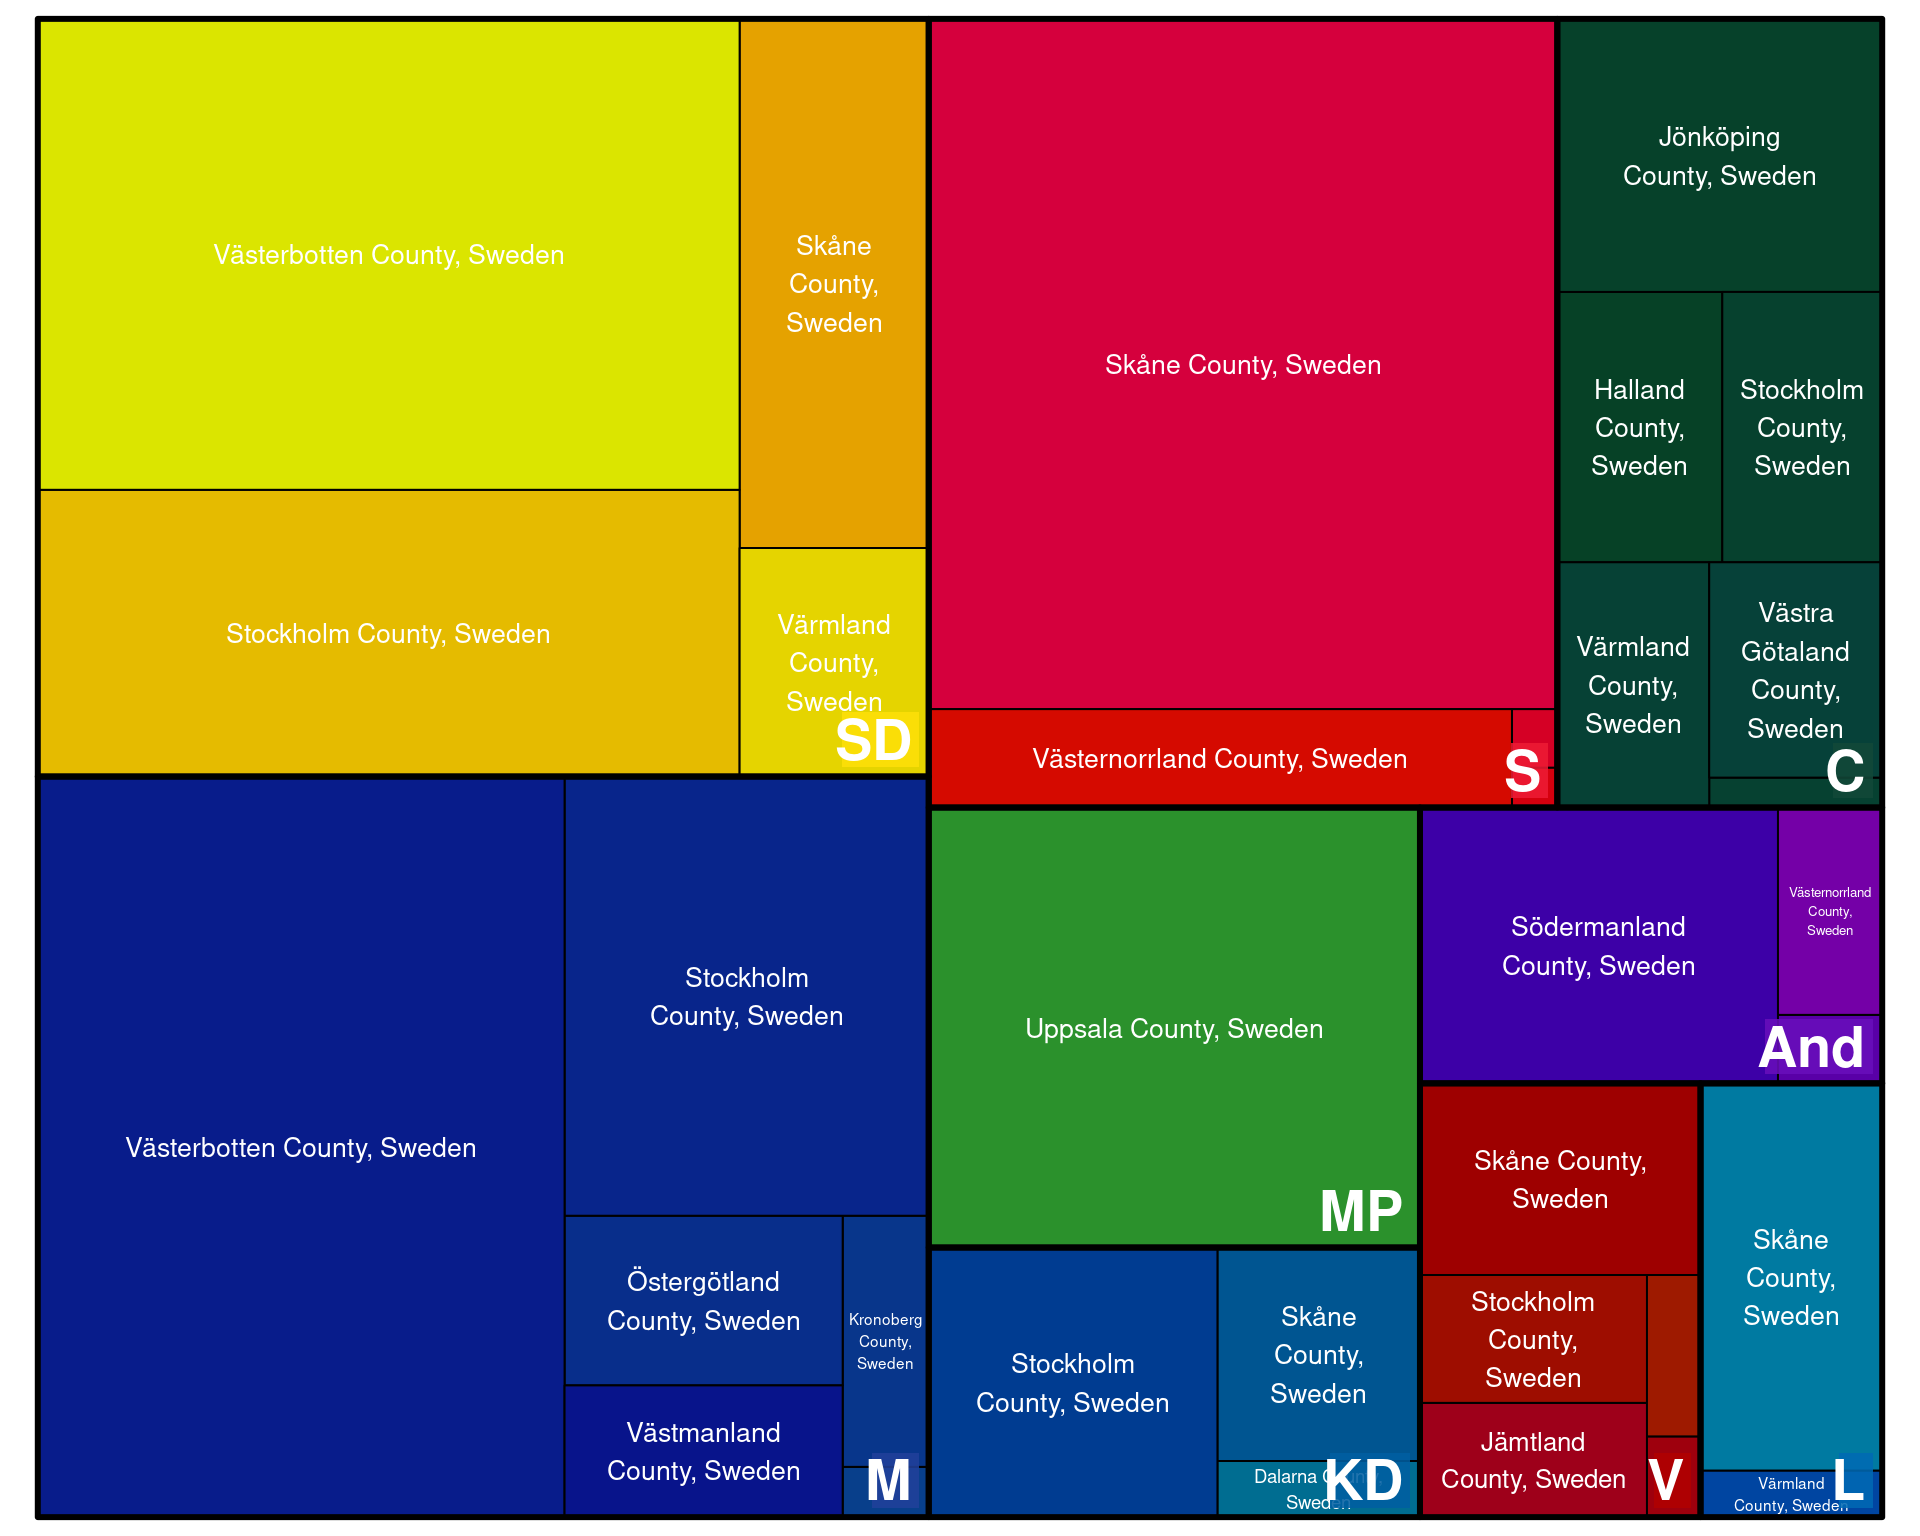 Västerbotten County, Sweden
Skåne
County,
Sweden
Stockholm County, Sweden
Värmland
County,
Sweden
SD
Skåne County, Sweden
Västernorrland County, Sweden
S
Jönköping
County, Sweden
Halland
County,
Sweden
Stockholm
County,
Sweden
Värmland
County,
Sweden
Västra
Götaland
County,
Sweden
C
Västerbotten County, Sweden
Stockholm
County, Sweden
Östergötland
County, Sweden
Kronoberg
County,
Sweden
Västmanland
County, Sweden
M
Uppsala County, Sweden
MP
Södermanland
County, Sweden
Västernorrland
County,
Sweden
And
Stockholm
County, Sweden
Skåne
County,
Sweden
Dalarna County,
Sweden
KD
Skåne County,
Sweden
Stockholm
County,
Sweden
Jämtland
County, Sweden
V
Skåne
County,
Sweden
Värmland
County, Sweden
L